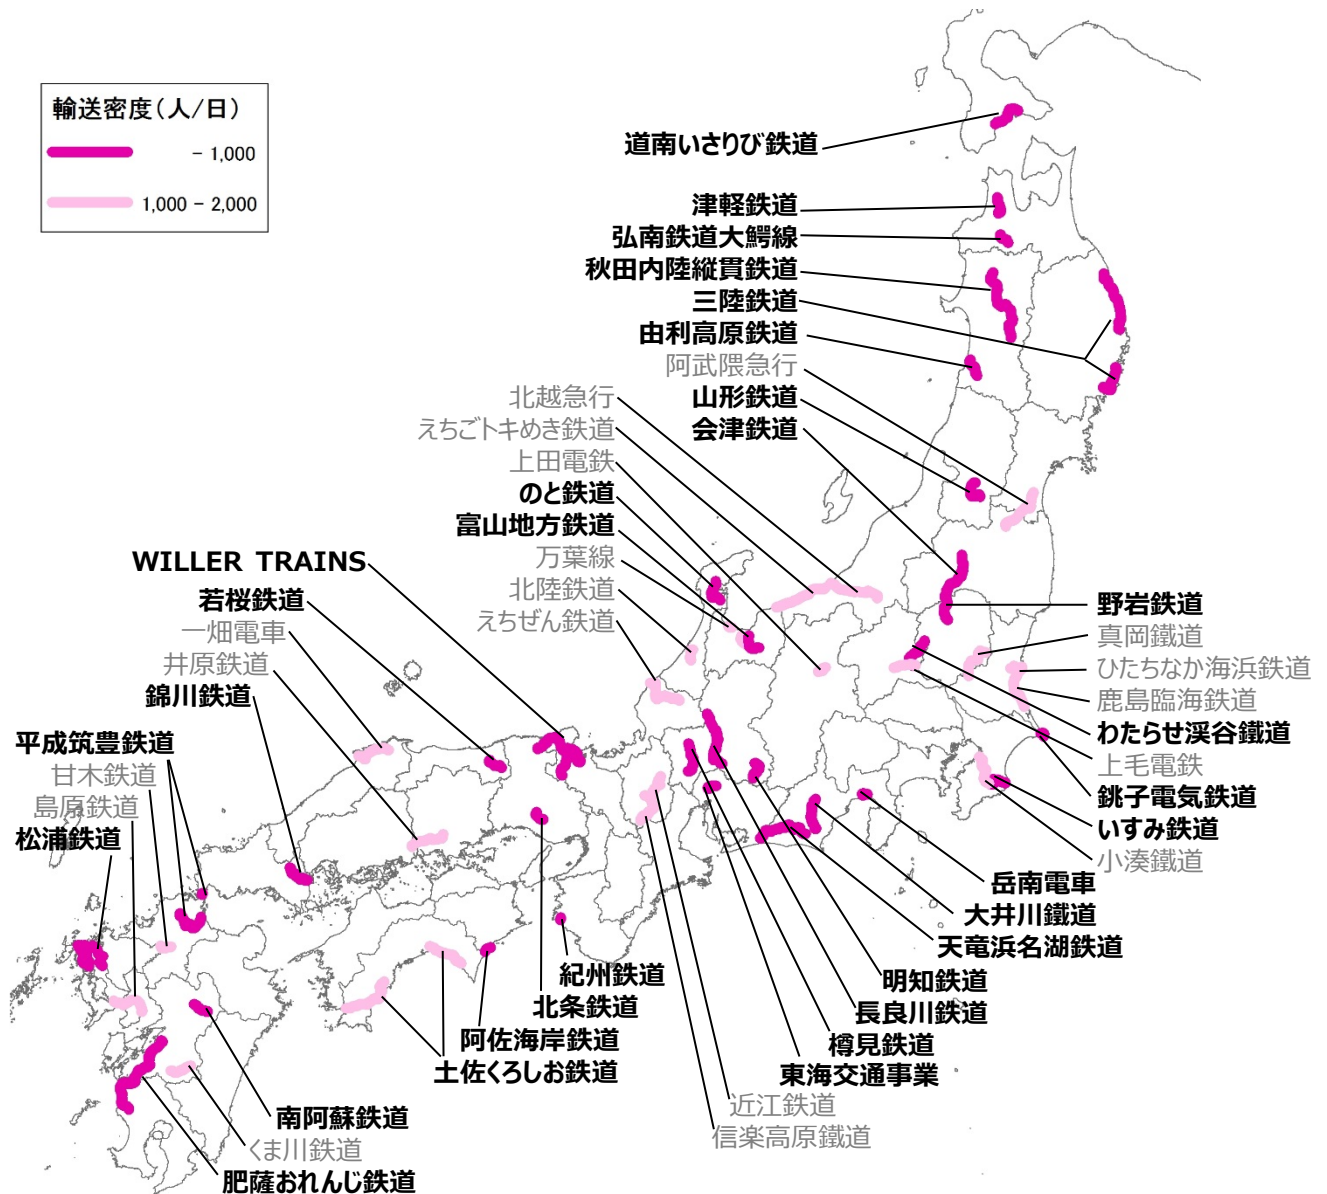 輸送密度(人/日)
- 1,000
1,000 - 2,000
道南いさりび鉄道
津軽鉄道
弘南鉄道大鰐線
秋田内陸縦貫鉄道
三陸鉄道
由利高原鉄道
阿武隈急行
山形鉄道
会津鉄道
北越急行
えちごトキめき鉄道
上田電鉄
のと鉄道
富山地方鉄道
万葉線
北陸鉄道
えちぜん鉄道
WILLER TRAINS
若桜鉄道
一畑電車
井原鉄道
錦川鉄道
平成筑豊鉄道
甘木鉄道
島原鉄道
松浦鉄道
野岩鉄道
真岡鐵道
ひたちなか海浜鉄道
鹿島臨海鉄道
わたらせ渓谷鐵道
上毛電鉄
銚子電気鉄道
いすみ鉄道
小湊鐵道
岳南電車
大井川鐵道
天竜浜名湖鉄道
明知鉄道
長良川鉄道
樽見鉄道
東海交通事業
近江鉄道
信楽高原鐵道
紀州鉄道
北条鉄道
阿佐海岸鉄道
土佐くろしお鉄道
南阿蘇鉄道
くま川鉄道
肥薩おれんじ鉄道